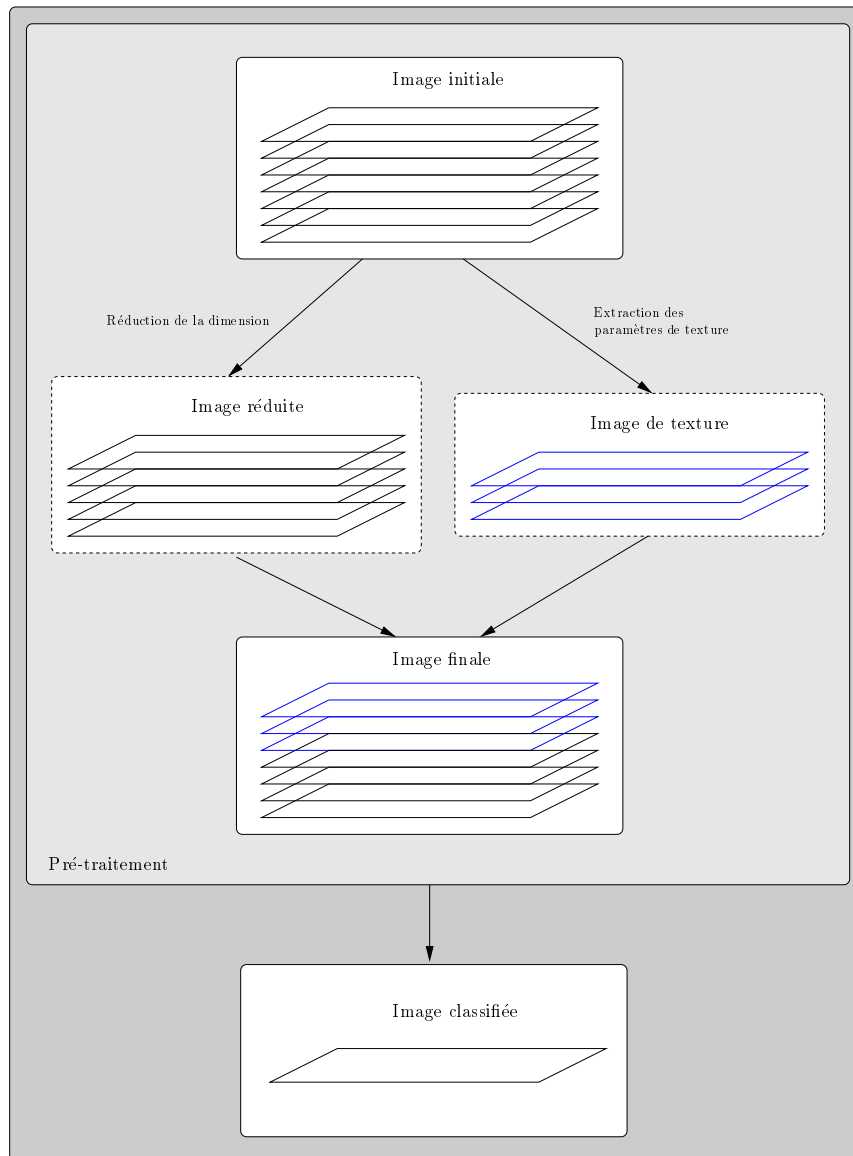 Image initiale
Réduction de la dimension
Extraction des
paramètres de texture
Image réduite
Image de texture
Image finale
Pré-traitement
Image classifiée